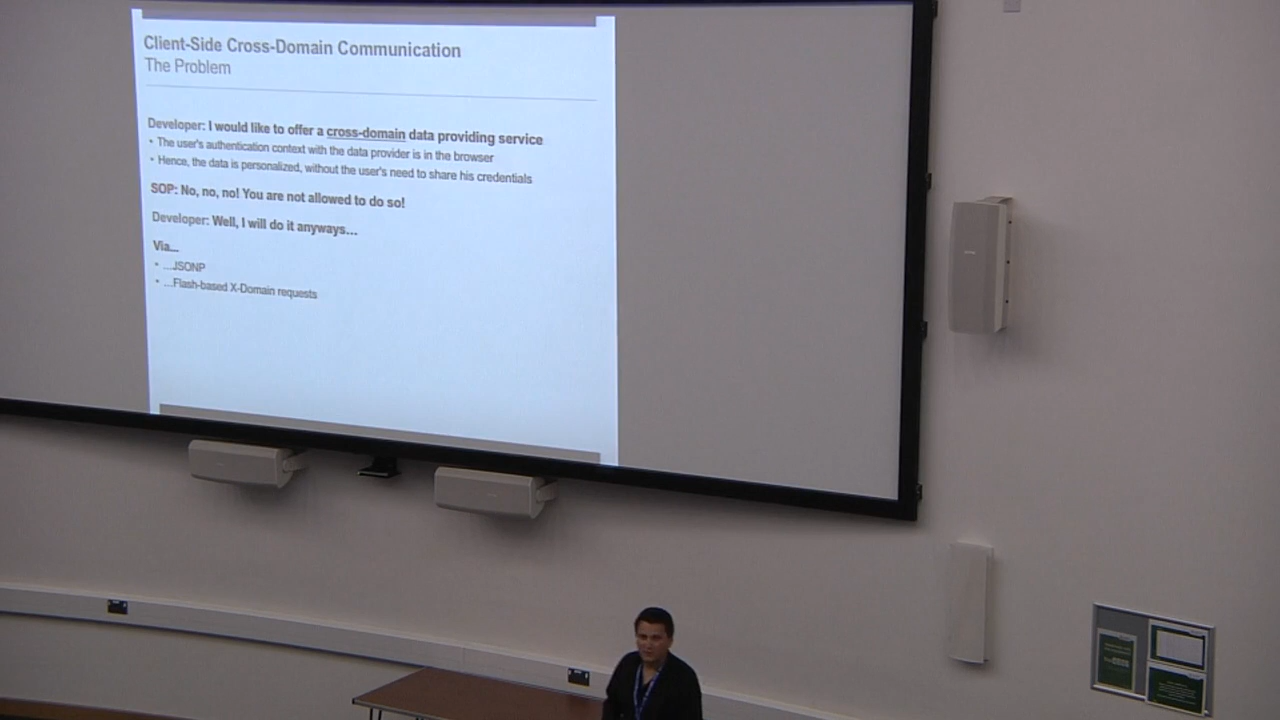 Client-Side Cross-Domain Communication
The Problem
Developer: I would like to offer a cross-domain data providing service
• The user's authentication context with the data provider is in the browser
• Hence, the data is personalized, without the user's need to share his credentials
SOP: No, no, no! You are not allowed to do so!
Developer: Well, I will do it anyways...
Via...
• ...JSONP
• ...Flash-based X-Domain requests